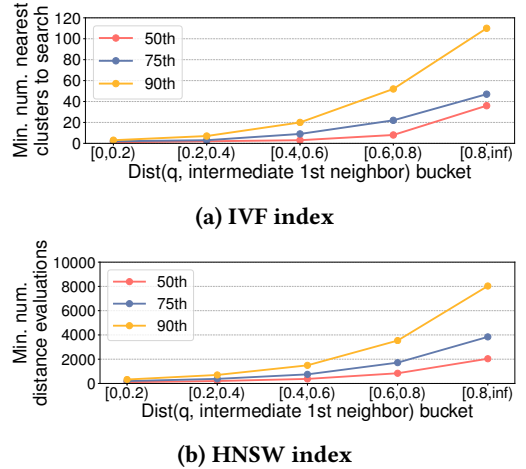 Min. num. nearest
clusters to search
120
100
80
60
40
20
50th
75th
90th
[0,0.2) [0.2,0.4) [0.4,0.6) [0.6,0.8) [0.8,inf)
Dist(q, intermediate 1st neighbor) bucket
(a) IVF index
Min. num.
distance evaluations
10000
8000
6000
4000
2000
0
50th
75th
90th
[0,0.2) [0.2,0.4) [0.4,0.6) [0.6,0.8) [0.8,inf)
Dist(q, intermediate 1st neighbor) bucket
(b) HNSW index